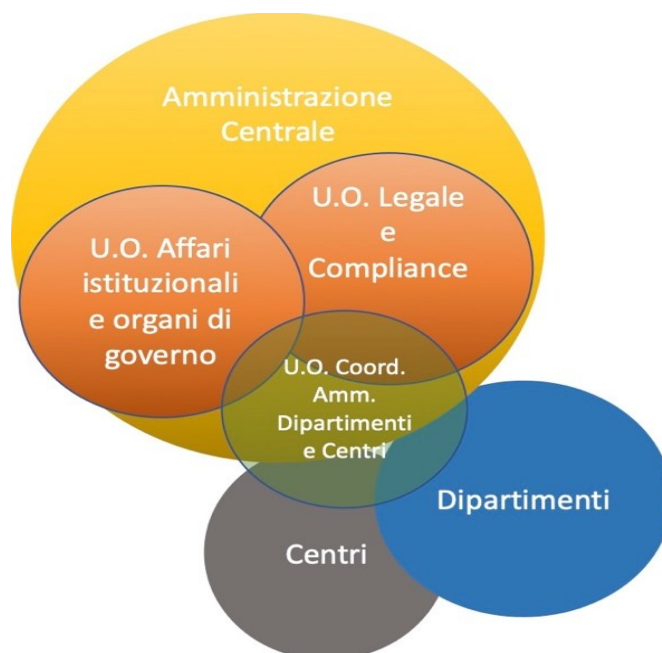 Amministrazione
Centrale
U.O. Legale
e
Compliance
U.O. Affari
istituzionali
e organi di
governo
U.O. Coord.
Amm.
Dipartimenti
e Centri
Dipartimenti
Centri